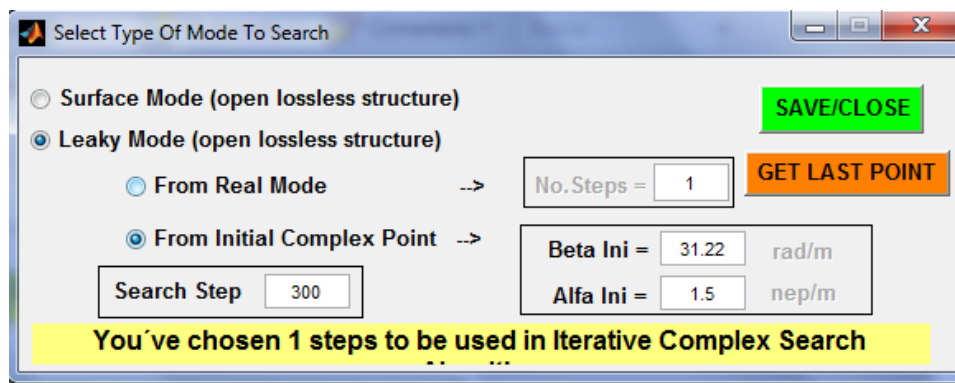 Select Type Of Mode To Search
Surface Mode (open lossless structure)
SAVE/CLOSE
Leaky Mode (open lossless structure)
GET LAST POINT
From Real Mode --> No.Steps = 1
From Initial Complex Point --> Beta Ini = 31.22 rad/m
Search Step 300 Alfa Ini = 1.5 nep/m
You´ve chosen 1 steps to be used in Iterative Complex Search